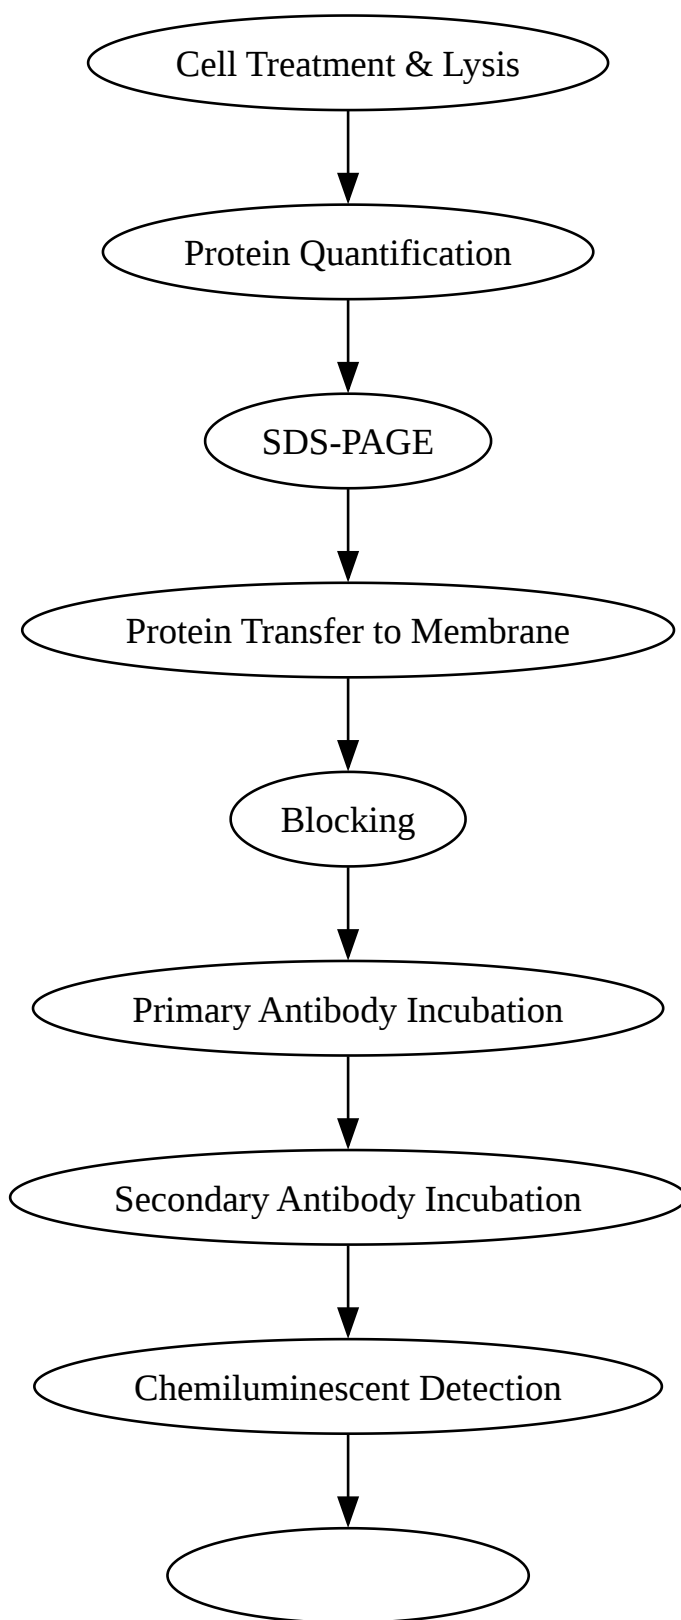 Cell Treatment & Lysis
Protein Quantification
SDS-PAGE
Protein Transfer to Membrane
Blocking
Primary Antibody Incubation
Secondary Antibody Incubation
Chemiluminescent Detection